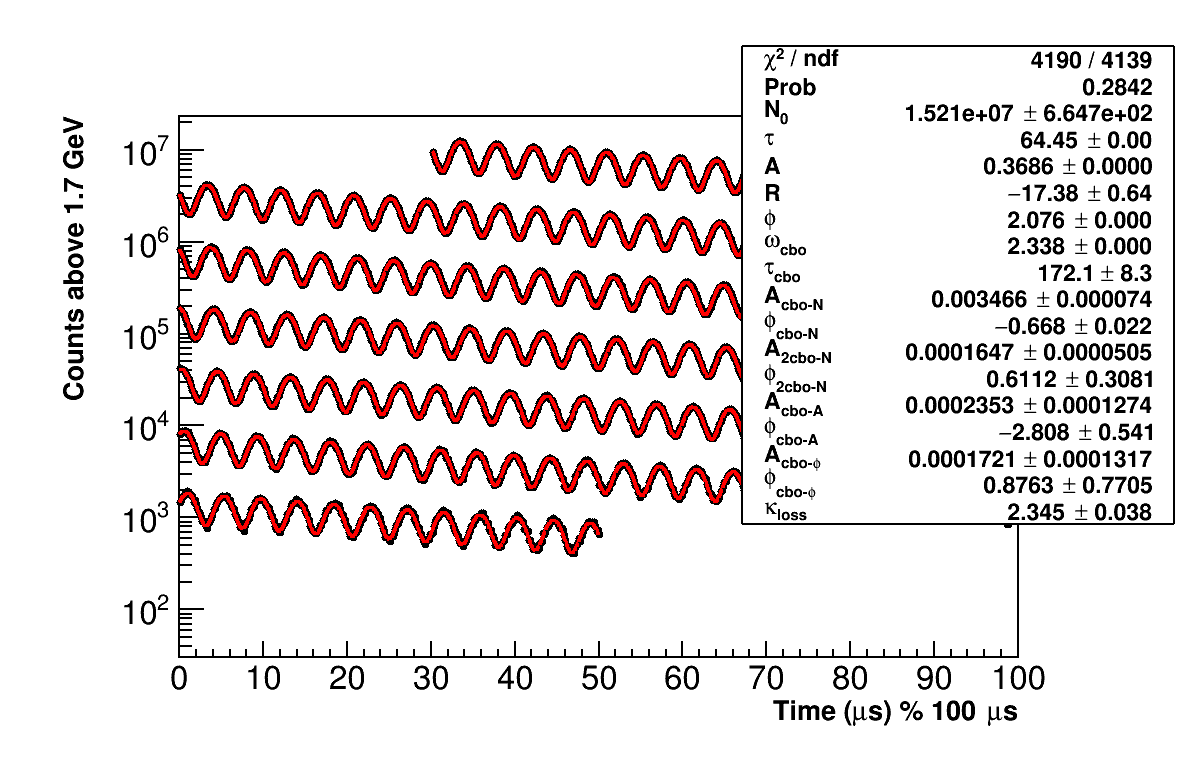 χ² / ndf 4190 / 4139
Prob 0.2842
N₀ 1.521e+07 ± 6.647e+02
τ 64.45 ± 0.00
A 0.3686 ± 0.0000
R −17.38 ± 0.64
ϕ 2.076 ± 0.000
ω_cbo 2.338 ± 0.000
τ_cbo 172.1 ± 8.3
A_cbo-N 0.003466 ± 0.000074
ϕ_cbo-N −0.668 ± 0.022
A_2cbo-N 0.0001647 ± 0.0000505
ϕ_2cbo-N 0.6112 ± 0.3081
A_cbo-A 0.0002353 ± 0.0001274
ϕ_cbo-A −2.808 ± 0.541
A_cbo-ϕ 0.0001721 ± 0.0001317
ϕ_cbo-ϕ 0.8763 ± 0.7705
κ_loss 2.345 ± 0.038
Counts above 1.7 GeV
10⁷
10⁶
10⁵
10⁴
10³
10²
0 10 20 30 40 50 60 70 80 90 100
Time (μs) % 100 μs